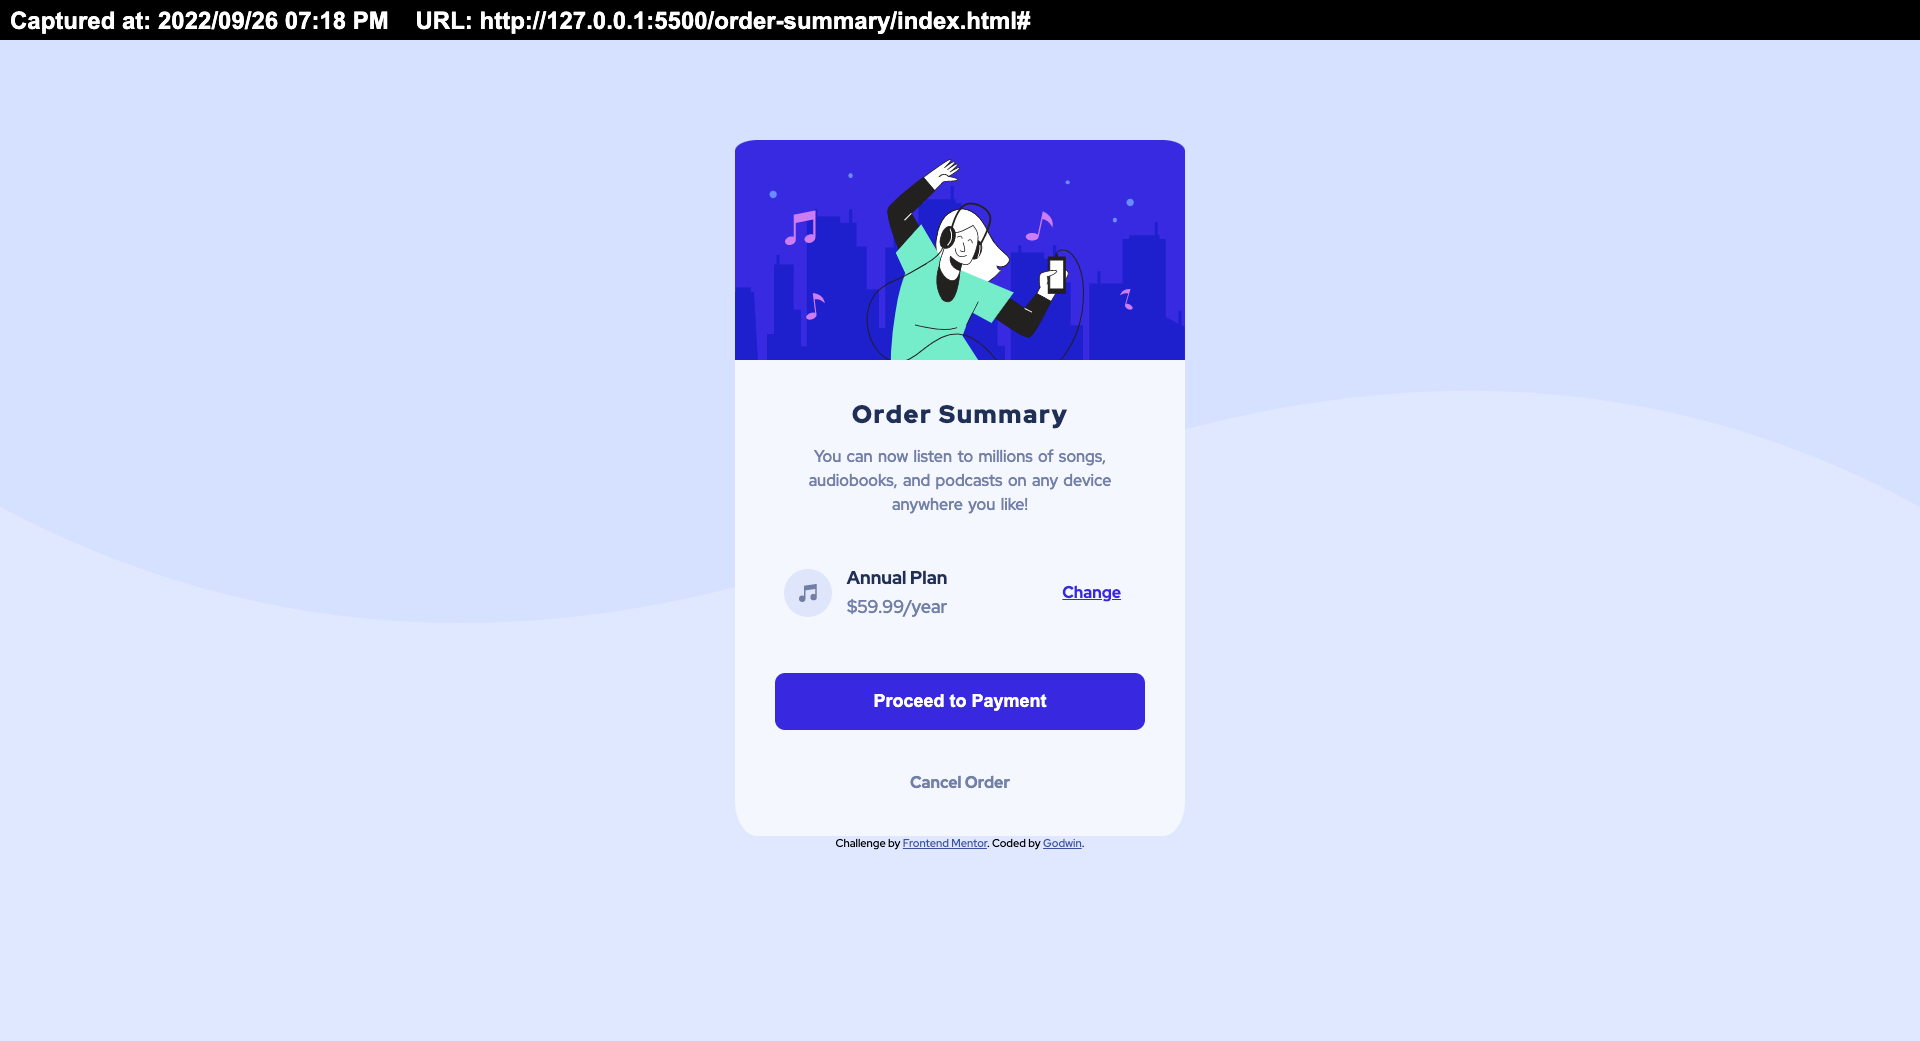 Captured at: 2022/09/26 07:18 PM    URL: http://127.0.0.1:5500/order-summary/index.html#
Order Summary
You can now listen to millions of songs,
audiobooks, and podcasts on any device
anywhere you like!
Annual Plan
$59.99/year
Change
Proceed to Payment
Cancel Order
Challenge by Frontend Mentor. Coded by Godwin.